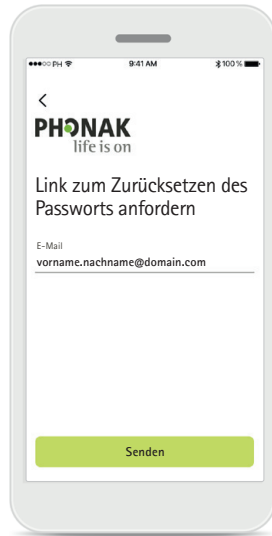 PH 9:41 AM 100 %
PHONAK
life is on
Link zum Zurücksetzen des
Passworts anfordern
E-Mail
vorname.nachname@domain.com
Senden